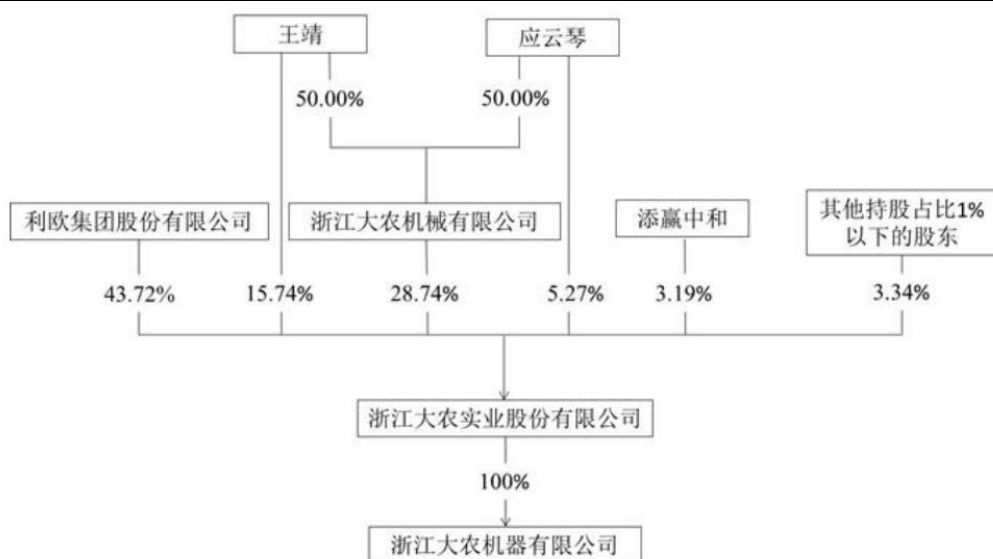 王靖
应云琴
50.00%
50.00%
利欧集团股份有限公司
浙江大农机械有限公司
添赢中和
其他持股占比1%
以下的股东
43.72%
15.74%
28.74%
5.27%
3.19%
3.34%
浙江大农实业股份有限公司
100%
浙江大农机器有限公司